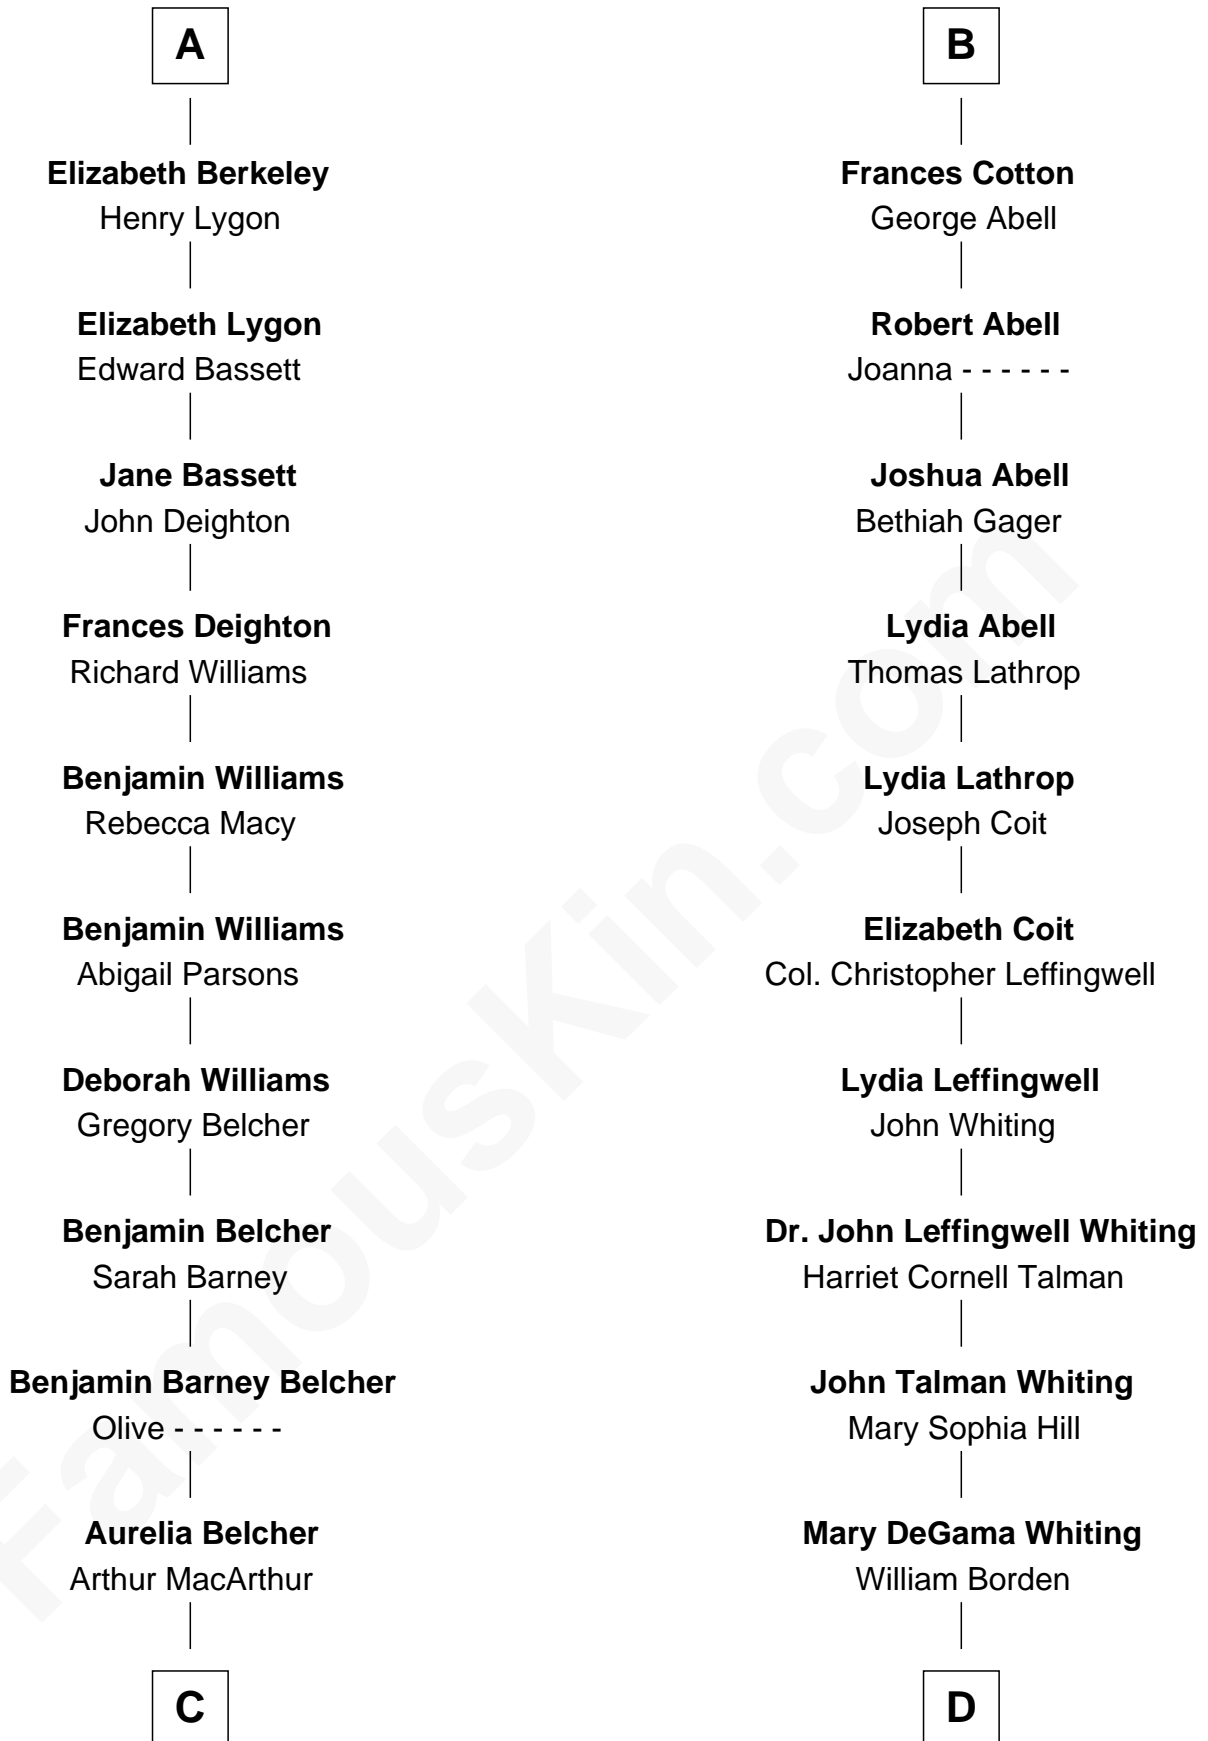 A
Elizabeth Berkeley
Henry Lygon
Elizabeth Lygon
Edward Bassett
Jane Bassett
John Deighton
Frances Deighton
Richard Williams
Benjamin Williams
Rebecca Macy
Benjamin Williams
Abigail Parsons
Deborah Williams
Gregory Belcher
Benjamin Belcher
Sarah Barney
Benjamin Barney Belcher
Olive - - - - - -
Aurelia Belcher
Arthur MacArthur
C
B
Frances Cotton
George Abell
Robert Abell
Joanna - - - - - -
Joshua Abell
Bethiah Gager
Lydia Abell
Thomas Lathrop
Lydia Lathrop
Joseph Coit
Elizabeth Coit
Col. Christopher Leffingwell
Lydia Leffingwell
John Whiting
Dr. John Leffingwell Whiting
Harriet Cornell Talman
John Talman Whiting
Mary Sophia Hill
Mary DeGama Whiting
William Borden
D
FamousKin.com